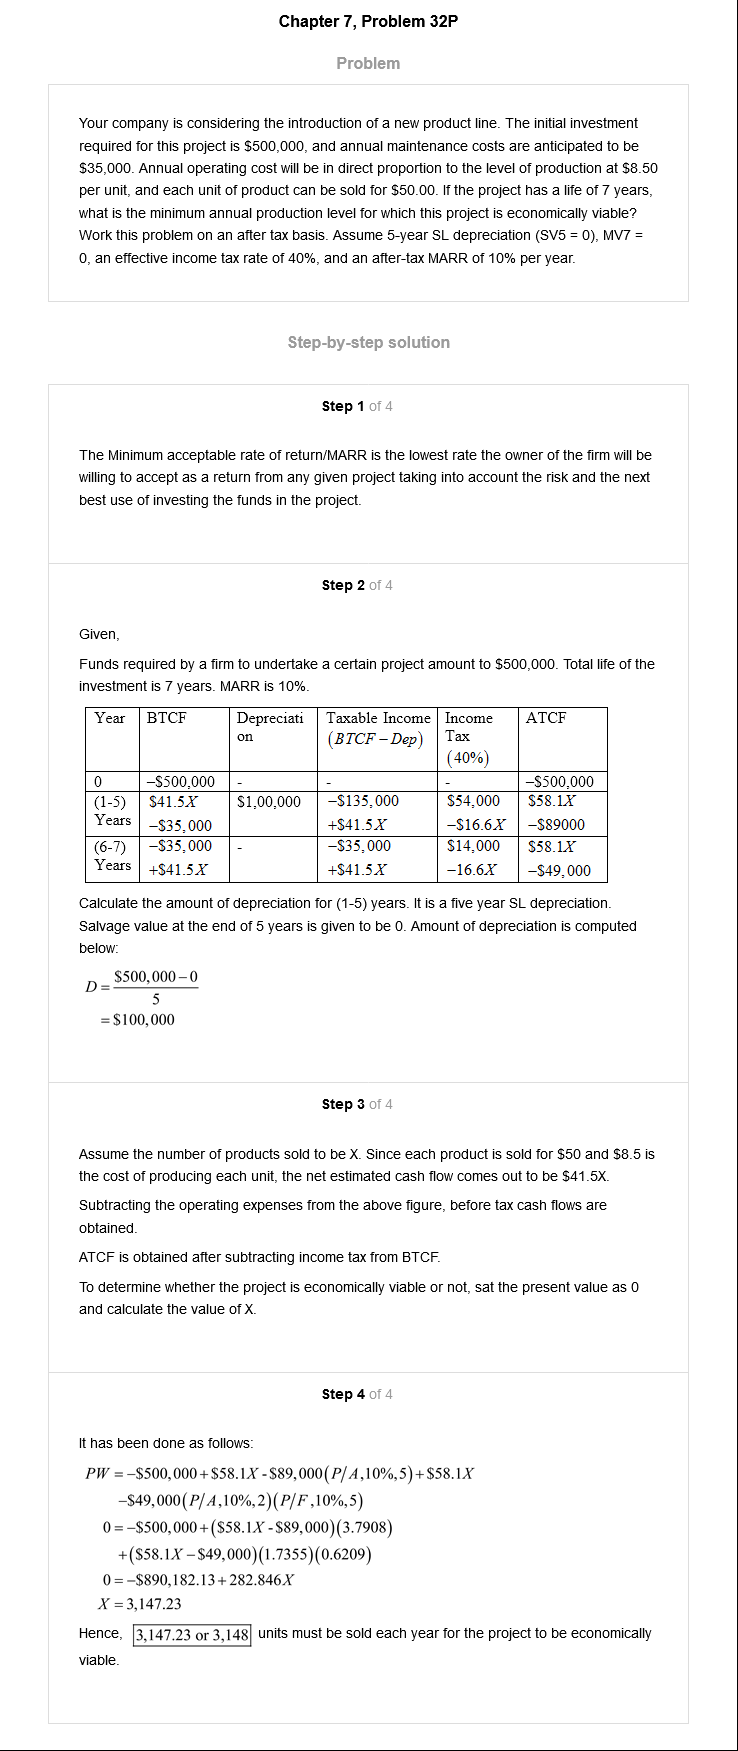 Chapter 7, Problem 32P
Problem
Your company is considering the introduction of a new product line. The initial investment
required for this project is $500,000, and annual maintenance costs are anticipated to be
$35,000. Annual operating cost will be in direct proportion to the level of production at $8.50
per unit, and each unit of product can be sold for $50.00. If the project has a life of 7 years,
what is the minimum annual production level for which this project is economically viable?
Work this problem on an after tax basis. Assume 5-year SL depreciation (SV5 = 0), MV7 =
0, an effective income tax rate of 40%, and an after-tax MARR of 10% per year.
Step-by-step solution
Step 1 of 4
The Minimum acceptable rate of return/MARR is the lowest rate the owner of the firm will be
willing to accept as a return from any given project taking into account the risk and the next
best use of investing the funds in the project.
Step 2 of 4
Given,
Funds required by a firm to undertake a certain project amount to $500,000. Total life of the
investment is 7 years. MARR is 10%.
Year BTCF Depreciati Taxable Income Income ATCF
on (BTCF – Dep) Tax
(40%)
0 –$500,000 - - - –$500,000
(1-5) $41.5X $1,00,000 –$135,000 $54,000 $58.1X
Years –$35,000 +$41.5X –$16.6X –$89000
(6-7) –$35,000 - –$35,000 $14,000 $58.1X
Years +$41.5X +$41.5X –16.6X –$49,000
Calculate the amount of depreciation for (1-5) years. It is a five year SL depreciation.
Salvage value at the end of 5 years is given to be 0. Amount of depreciation is computed
below:
D = $500,000 – 0
5
= $100,000
Step 3 of 4
Assume the number of products sold to be X. Since each product is sold for $50 and $8.5 is
the cost of producing each unit, the net estimated cash flow comes out to be $41.5X.
Subtracting the operating expenses from the above figure, before tax cash flows are
obtained.
ATCF is obtained after subtracting income tax from BTCF.
To determine whether the project is economically viable or not, sat the present value as 0
and calculate the value of X.
Step 4 of 4
It has been done as follows:
PW = –$500,000 + $58.1X - $89,000(P/A,10%,5) + $58.1X
–$49,000(P/A,10%,2)(P/F,10%,5)
0 = –$500,000 + ($58.1X - $89,000)(3.7908)
+($58.1X – $49,000)(1.7355)(0.6209)
0 = –$890,182.13 + 282.846X
X = 3,147.23
Hence, 3,147.23 or 3,148 units must be sold each year for the project to be economically
viable.